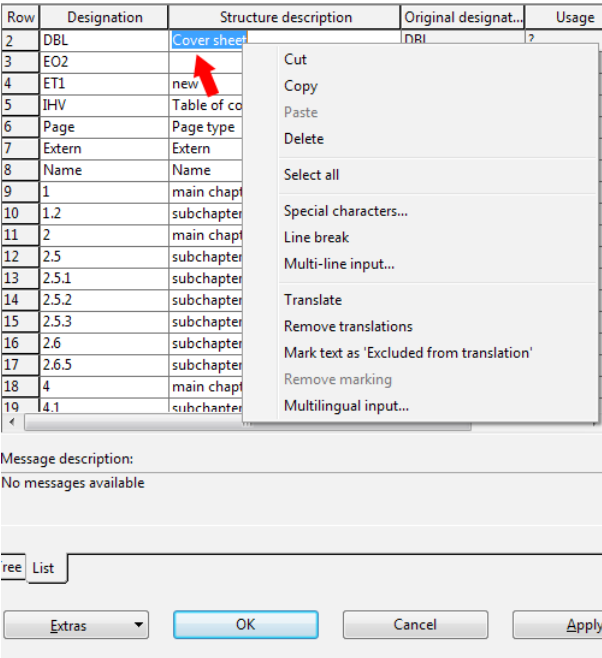 Row Designation Structure description Original designat... Usage
2 DBL Cover sheet DBL ?
3 EO2
4 ET1 new
5 IHV Table of co
6 Page Page type
7 Extern Extern
8 Name Name
9 1 main chapt
10 1.2 subchapter
11 2 main chapt
12 2.5 subchapter
13 2.5.1 subchapter
14 2.5.2 subchapter
15 2.5.3 subchapter
16 2.6 subchapter
17 2.6.5 subchapter
18 4 main chapt
19 4.1 subchapter
Cut
Copy
Paste
Delete
Select all
Special characters...
Line break
Multi-line input...
Translate
Remove translations
Mark text as 'Excluded from translation'
Remove marking
Multilingual input...
Message description:
No messages available
ree List
Extras OK Cancel Apply